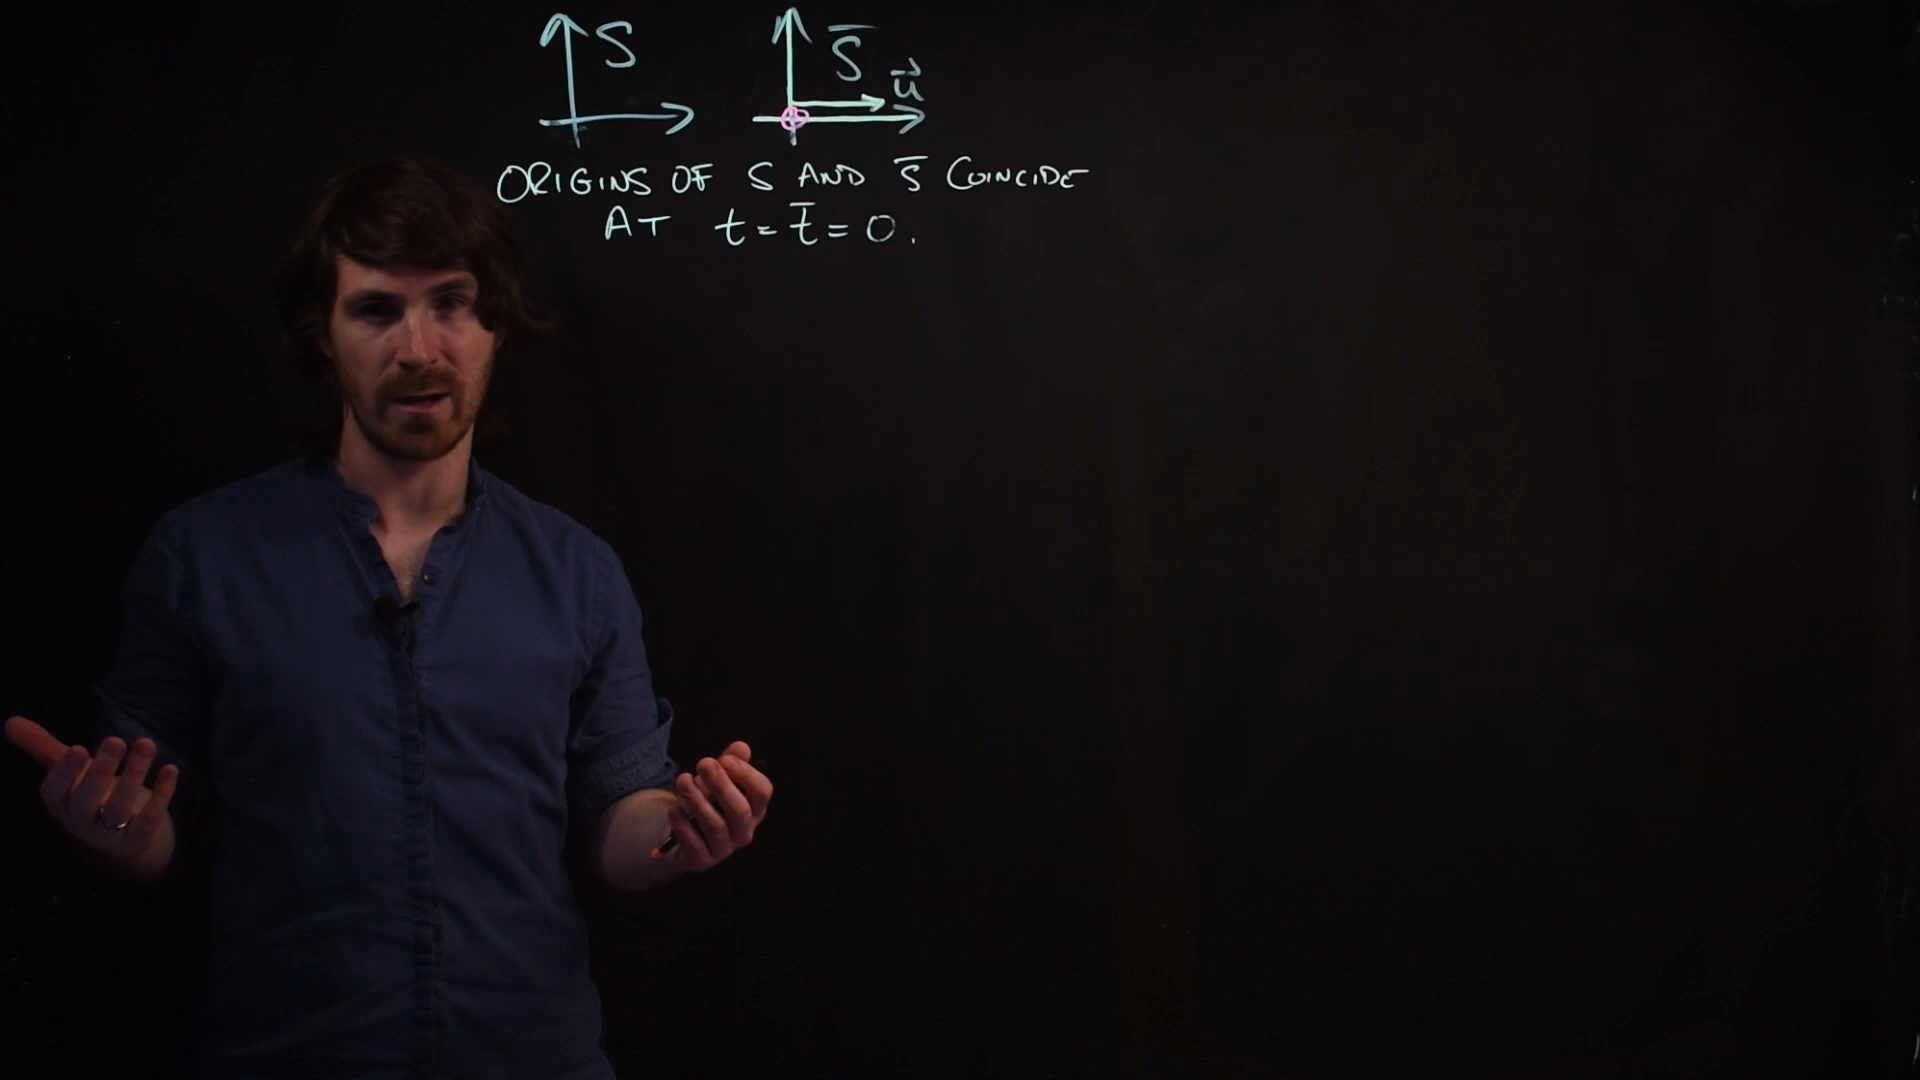 S S̅ u⃗
ORIGINS OF S AND S̅ COINCIDE
AT t = t̅ = 0.